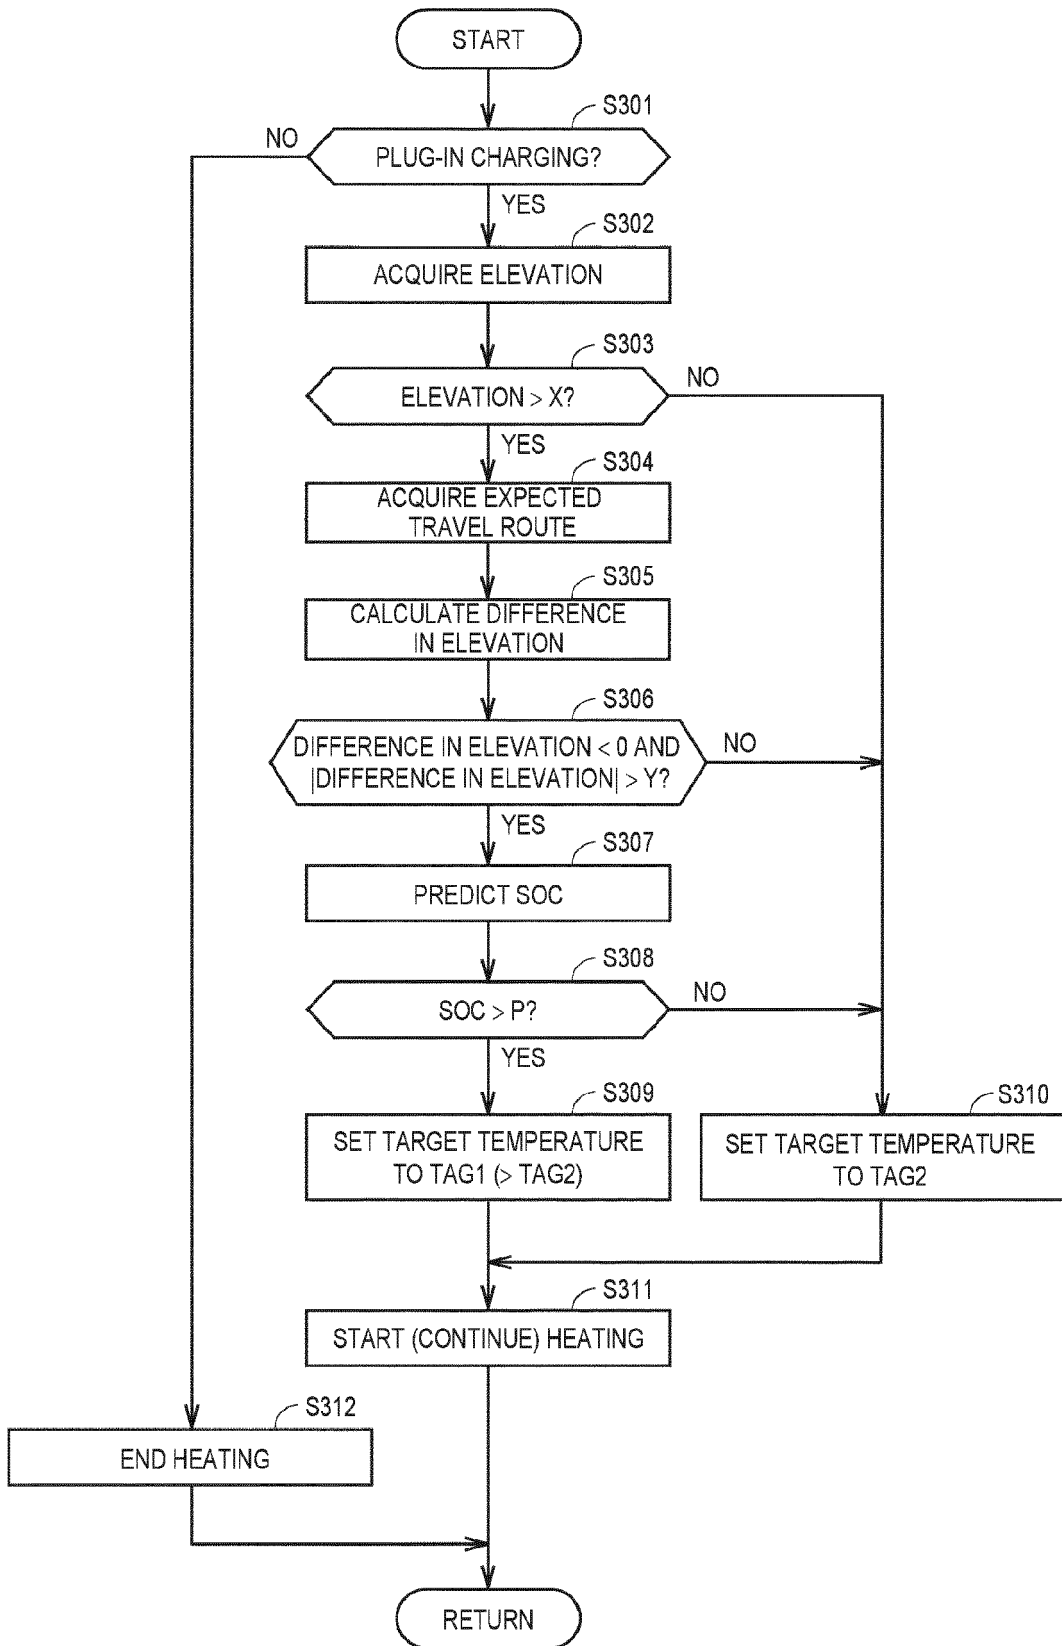 START
S301
NO
PLUG-IN CHARGING?
YES
S302
ACQUIRE ELEVATION
S303
ELEVATION > X?
NO
YES
S304
ACQUIRE EXPECTED
TRAVEL ROUTE
S305
CALCULATE DIFFERENCE
IN ELEVATION
S306
DIFFERENCE IN ELEVATION < 0 AND
|DIFFERENCE IN ELEVATION| > Y?
NO
YES
S307
PREDICT SOC
S308
SOC > P?
NO
YES
S309
SET TARGET TEMPERATURE
TO TAG1 (> TAG2)
S310
SET TARGET TEMPERATURE
TO TAG2
S311
START (CONTINUE) HEATING
S312
END HEATING
RETURN